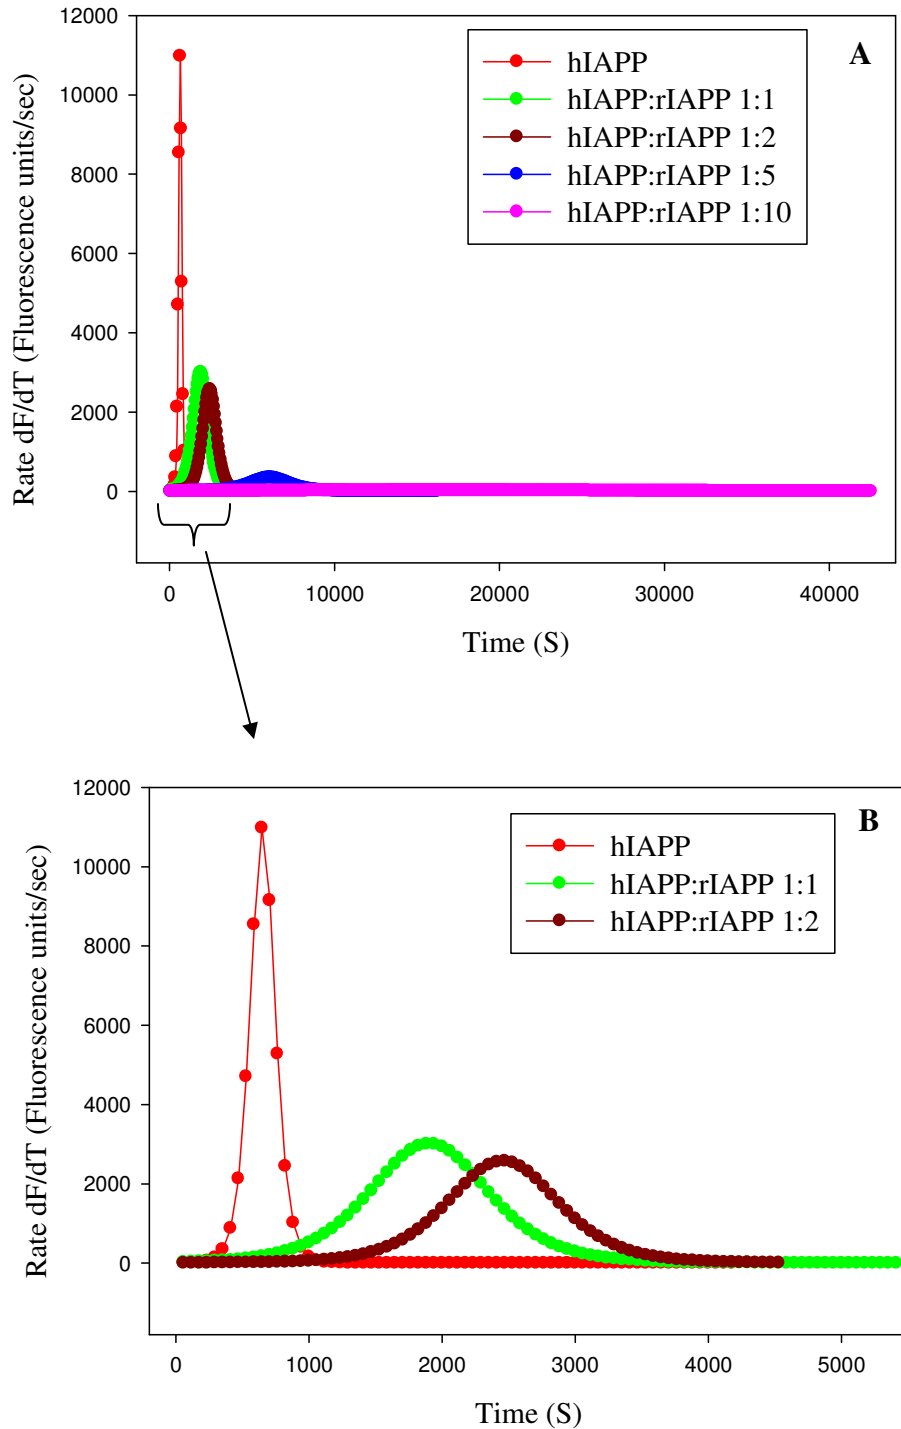 12000
10000
8000
6000
4000
2000
0
Rate dF/dT (Fluorescence units/sec)
A
hIAPP
hIAPP:rIAPP 1:1
hIAPP:rIAPP 1:2
hIAPP:rIAPP 1:5
hIAPP:rIAPP 1:10
0 10000 20000 30000 40000
Time (S)
12000
10000
8000
6000
4000
2000
0
Rate dF/dT (Fluorescence units/sec)
B
hIAPP
hIAPP:rIAPP 1:1
hIAPP:rIAPP 1:2
0 1000 2000 3000 4000 5000
Time (S)